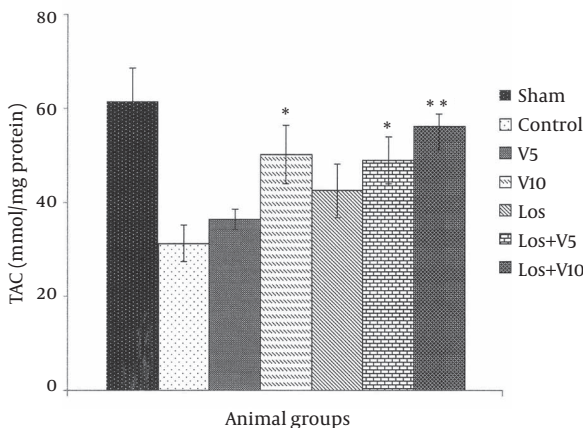 TAC (mmol/mg protein)
80
60
40
20
0
*
*
* *
Sham
Control
V5
V10
Los
Los+V5
Los+V10
Animal groups